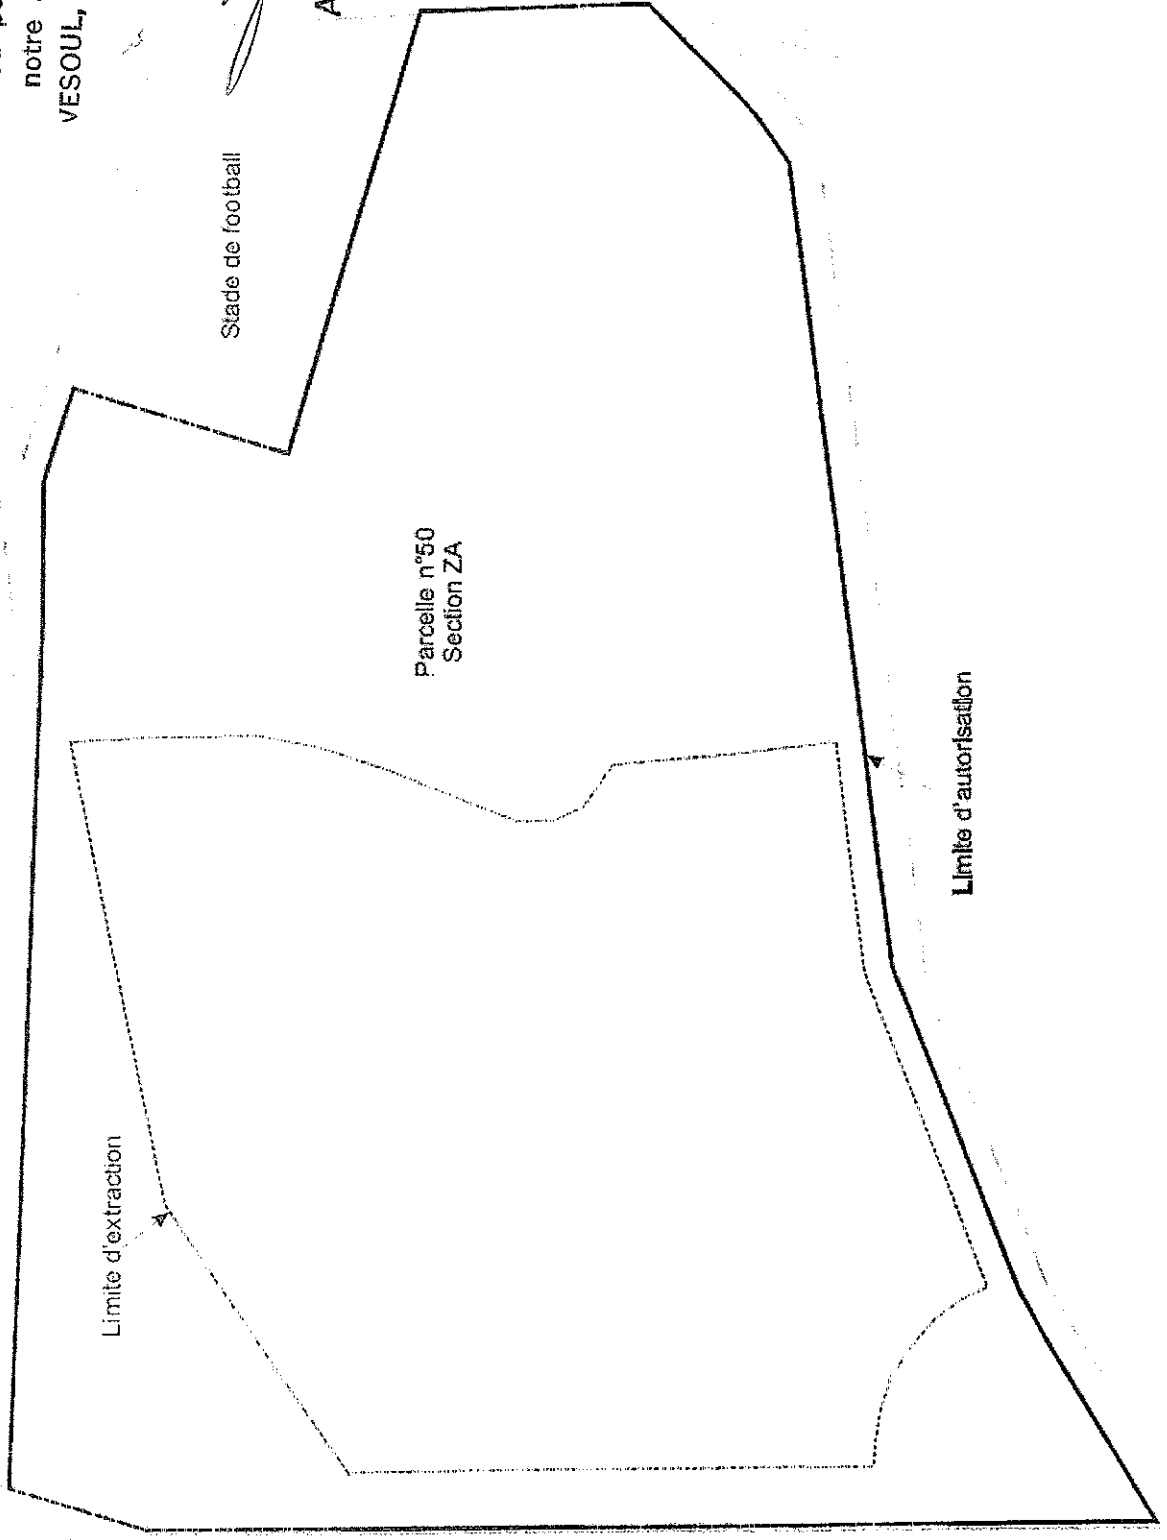 notre
VESOUL,
A
Stade de football
Parcelle n°50
Section ZA
Limite d'extraction
Limite d'autorisation